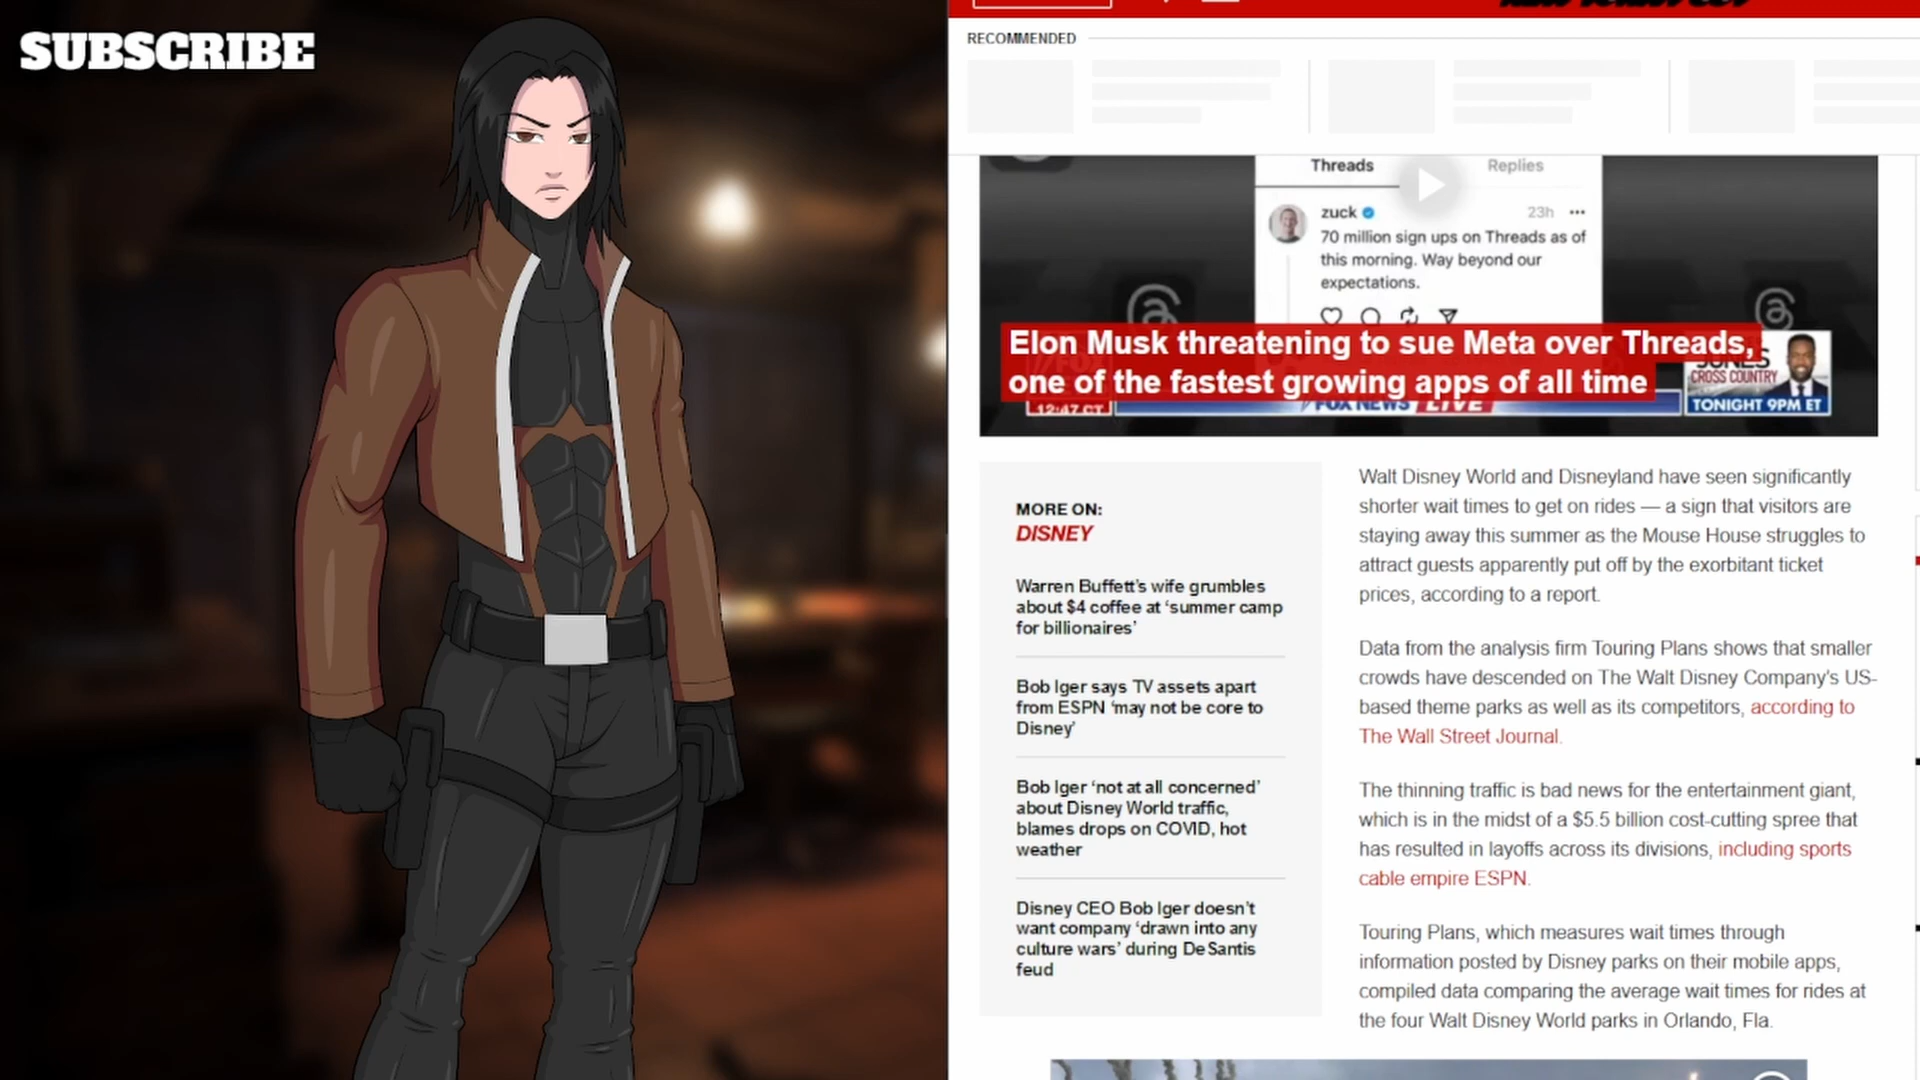 SUBSCRIBE
RECOMMENDED
Threads
Replies
zuck
23h
70 million sign ups on Threads as of
this morning. Way beyond our
expectations.
Elon Musk threatening to sue Meta over Threads,
one of the fastest growing apps of all time
CROSS COUNTRY
TONIGHT 9PM ET
12:47 CT
FOX NEWS LIVE
MORE ON:
DISNEY
Warren Buffett’s wife grumbles
about $4 coffee at ‘summer camp
for billionaires’
Bob Iger says TV assets apart
from ESPN ‘may not be core to
Disney’
Bob Iger ‘not at all concerned’
about Disney World traffic,
blames drops on COVID, hot
weather
Disney CEO Bob Iger doesn’t
want company ‘drawn into any
culture wars’ during DeSantis
feud
Walt Disney World and Disneyland have seen significantly
shorter wait times to get on rides — a sign that visitors are
staying away this summer as the Mouse House struggles to
attract guests apparently put off by the exorbitant ticket
prices, according to a report.
Data from the analysis firm Touring Plans shows that smaller
crowds have descended on The Walt Disney Company’s US-
based theme parks as well as its competitors, according to
The Wall Street Journal.
The thinning traffic is bad news for the entertainment giant,
which is in the midst of a $5.5 billion cost-cutting spree that
has resulted in layoffs across its divisions, including sports
cable empire ESPN.
Touring Plans, which measures wait times through
information posted by Disney parks on their mobile apps,
compiled data comparing the average wait times for rides at
the four Walt Disney World parks in Orlando, Fla.